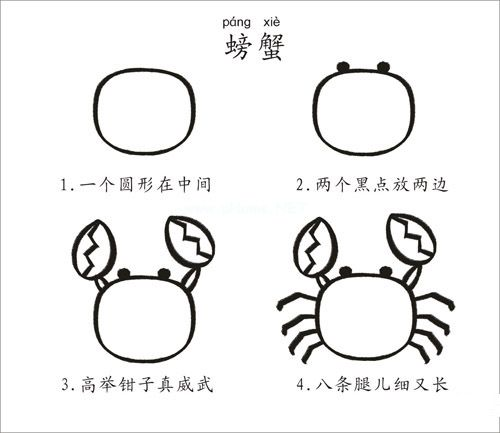 páng xiè
螃蟹
1.一个圆形在中间
2.两个黑点放两边
3.高举钳子真威武
4.八条腿儿细又长